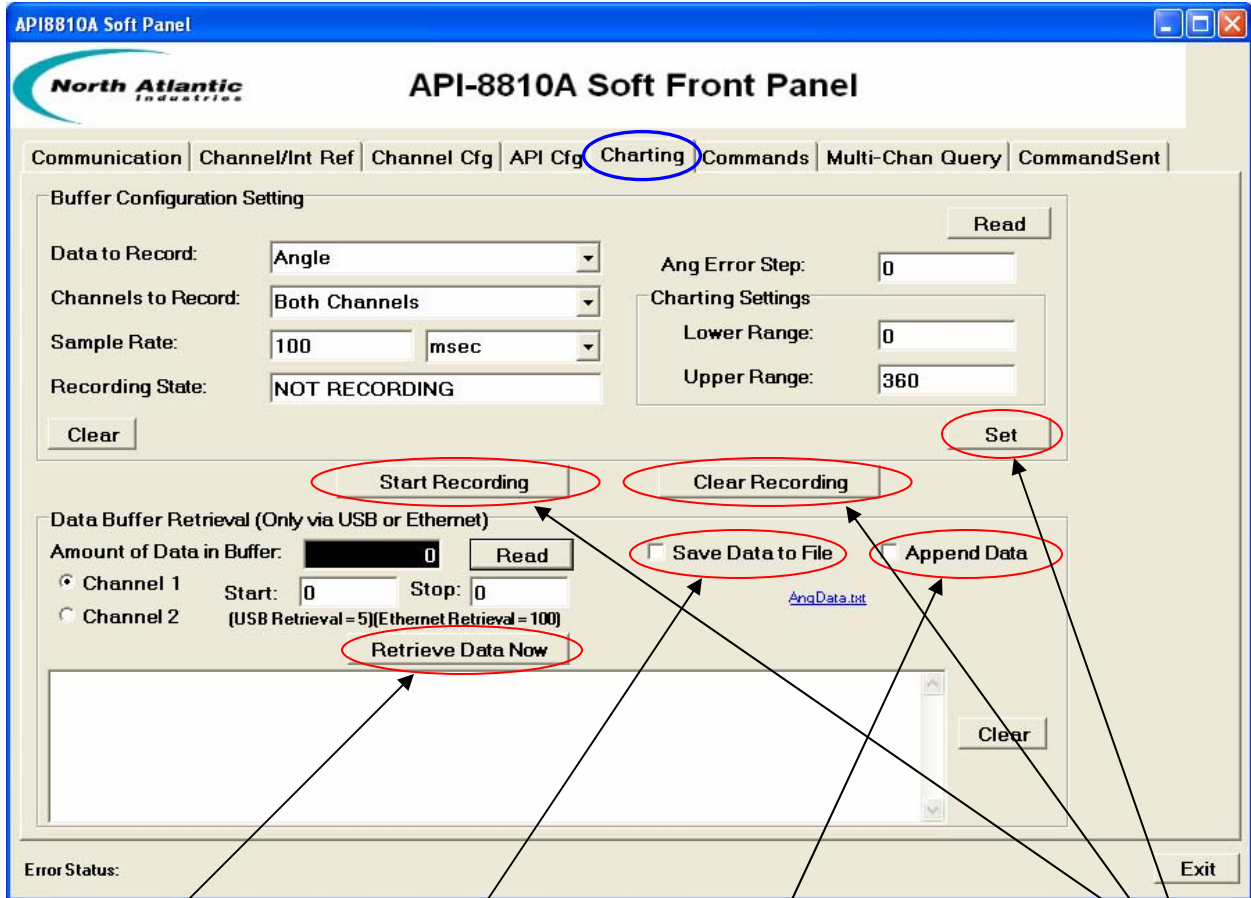 API8810A Soft Panel
North Atlantic
Industries
API-8810A Soft Front Panel
Communication
Channel/Int Ref
Channel Cfg
API Cfg
Charting
Commands
Multi-Chan Query
CommandSent
Buffer Configuration Setting
Read
Data to Record:
Angle
Ang Error Step:
0
Channels to Record:
Both Channels
Charting Settings
Sample Rate:
100
msec
Lower Range:
0
Recording State:
NOT RECORDING
Upper Range:
360
Clear
Set
Start Recording
Clear Recording
Data Buffer Retrieval (Only via USB or Ethernet)
Amount of Data in Buffer:
0
Read
Save Data to File
Append Data
Channel 1
Start:
0
Stop:
0
AngData.txt
Channel 2
(USB Retrieval = 5)(Ethernet Retrieval = 100)
Retrieve Data Now
Clear
Error Status:
Exit